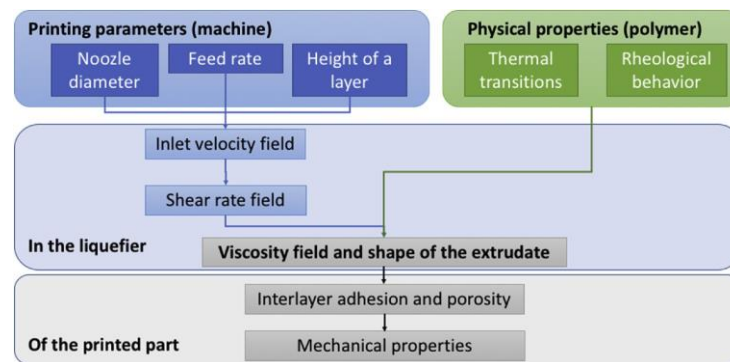 Printing parameters (machine)
Physical properties (polymer)
Noozle
diameter
Feed rate
Height of a
layer
Thermal
transitions
Rheological
behavior
Inlet velocity field
Shear rate field
In the liquefier
Viscosity field and shape of the extrudate
Interlayer adhesion and porosity
Of the printed part
Mechanical properties